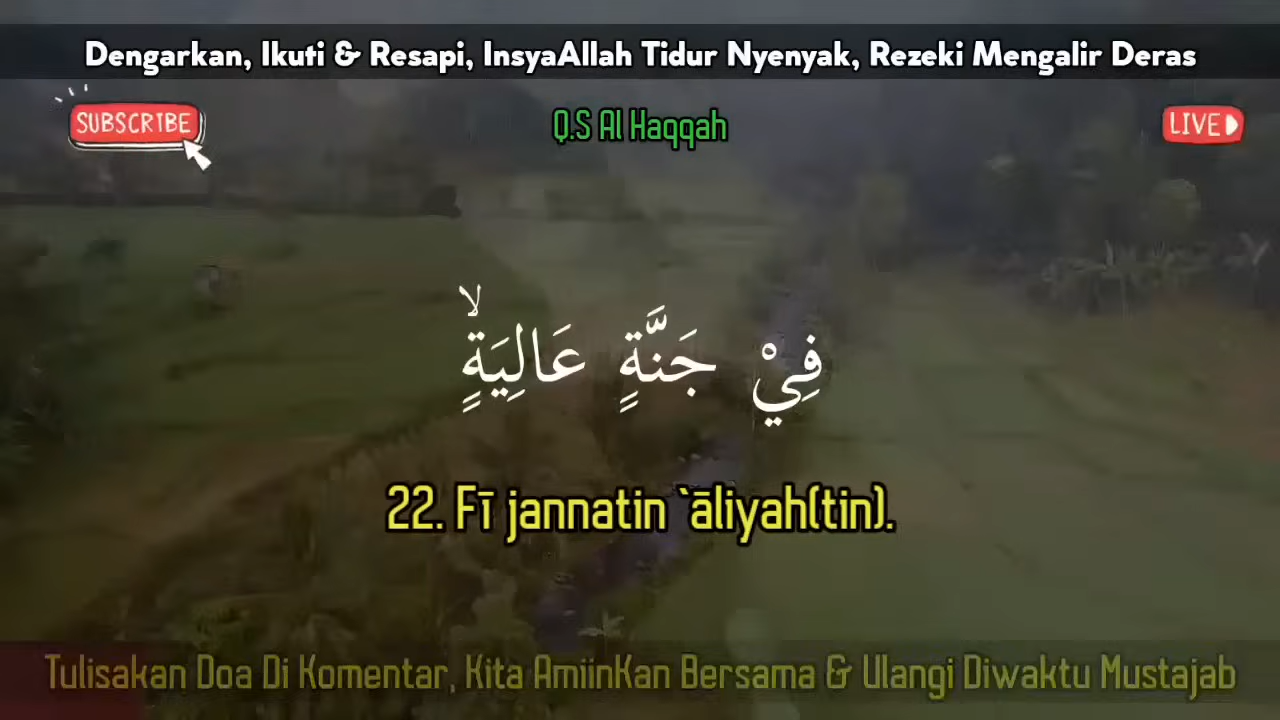 Dengarkan, Ikuti & Resapi, InsyaAllah Tidur Nyenyak, Rezeki Mengalir Deras
SUBSCRIBE
Q.S Al Haqqah
LIVE
فِيْ جَنَّةٍ عَالِيَةٍۙ
22. Fī jannatin `āliyah(tin).
Tulisakan Doa Di Komentar, Kita AmiinKan Bersama & Ulangi Diwaktu Mustajab